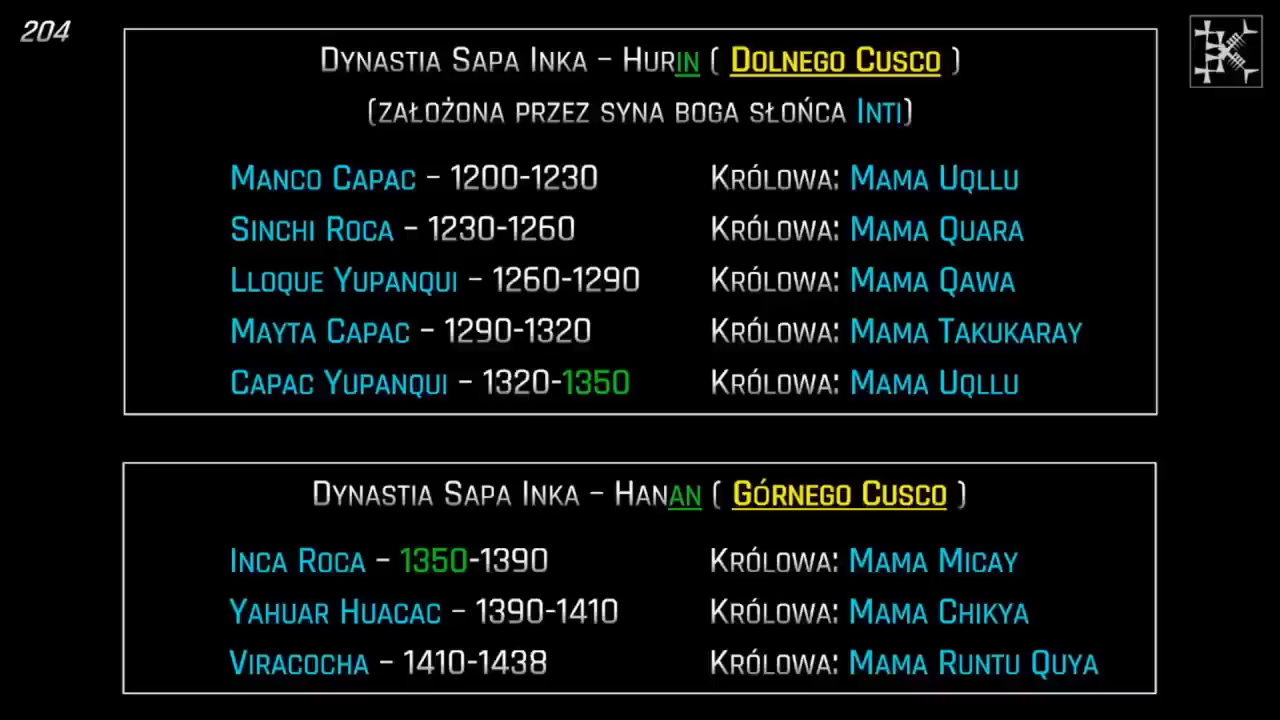 204
Dynastia Sapa Inka – Hurin ( Dolnego Cusco )
(założona przez syna boga słońca Inti)
Manco Capac – 1200-1230 Królowa: Mama Uqllu
Sinchi Roca – 1230-1260 Królowa: Mama Quara
Lloque Yupanqui – 1260-1290 Królowa: Mama Qawa
Mayta Capac – 1290-1320 Królowa: Mama Takukaray
Capac Yupanqui – 1320-1350 Królowa: Mama Uqllu
Dynastia Sapa Inka – Hanan ( Górnego Cusco )
Inca Roca – 1350-1390 Królowa: Mama Micay
Yahuar Huacac – 1390-1410 Królowa: Mama Chikya
Viracocha – 1410-1438 Królowa: Mama Runtu Quya